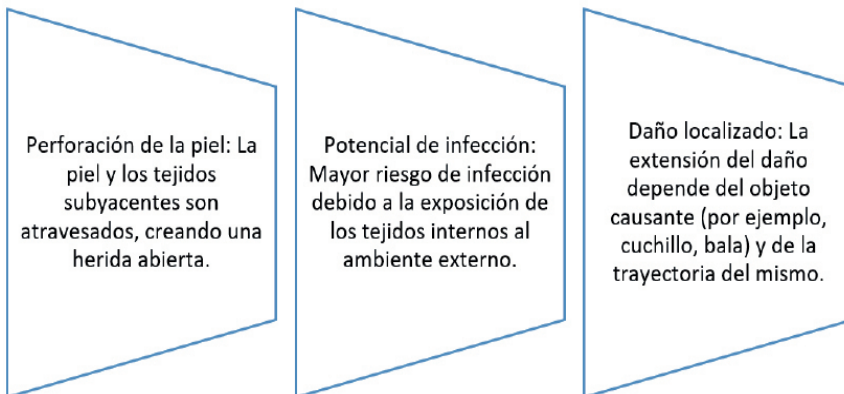 Perforación de la piel: La
piel y los tejidos
subyacentes son
atravesados, creando una
herida abierta.
Potencial de infección:
Mayor riesgo de infección
debido a la exposición de
los tejidos internos al
ambiente externo.
Daño localizado: La
extensión del daño
depende del objeto
causante (por ejemplo,
cuchillo, bala) y de la
trayectoria del mismo.